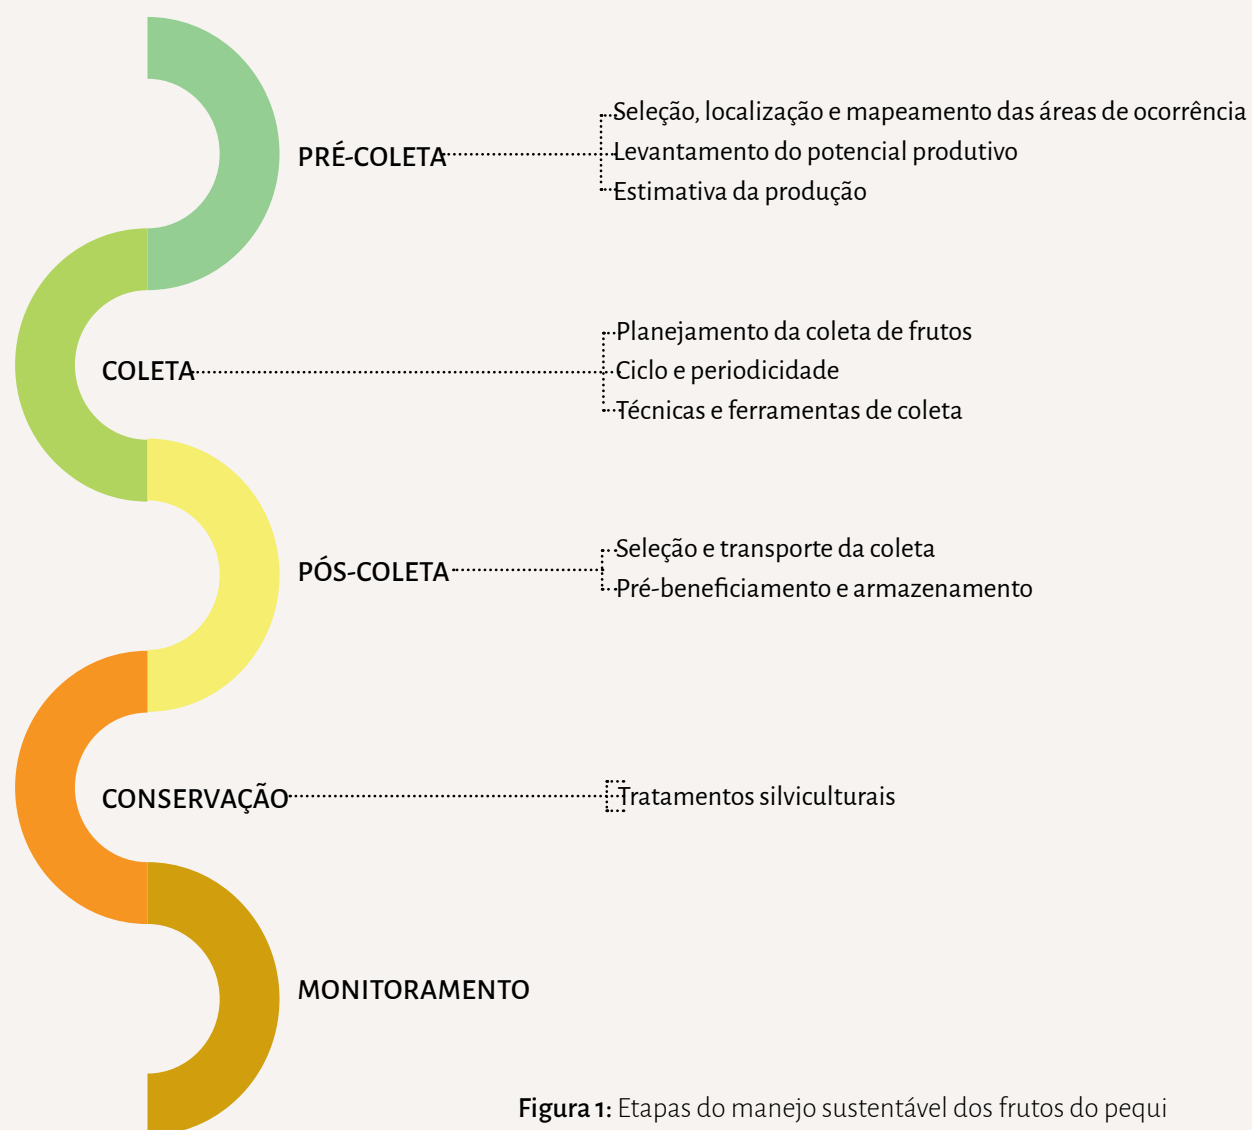 PRÉ-COLETA
Seleção, localização e mapeamento das áreas de ocorrência
Levantamento do potencial produtivo
Estimativa da produção
COLETA
Planejamento da coleta de frutos
Ciclo e periodicidade
Técnicas e ferramentas de coleta
PÓS-COLETA
Seleção e transporte da coleta
Pré-beneficiamento e armazenamento
CONSERVAÇÃO
Tratamentos silviculturais
MONITORAMENTO
Figura 1: Etapas do manejo sustentável dos frutos do pequi